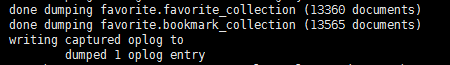 done dumping favorite.favorite_collection (13360 documents)
done dumping favorite.bookmark_collection (13565 documents)
writing captured oplog to
dumped 1 oplog entry